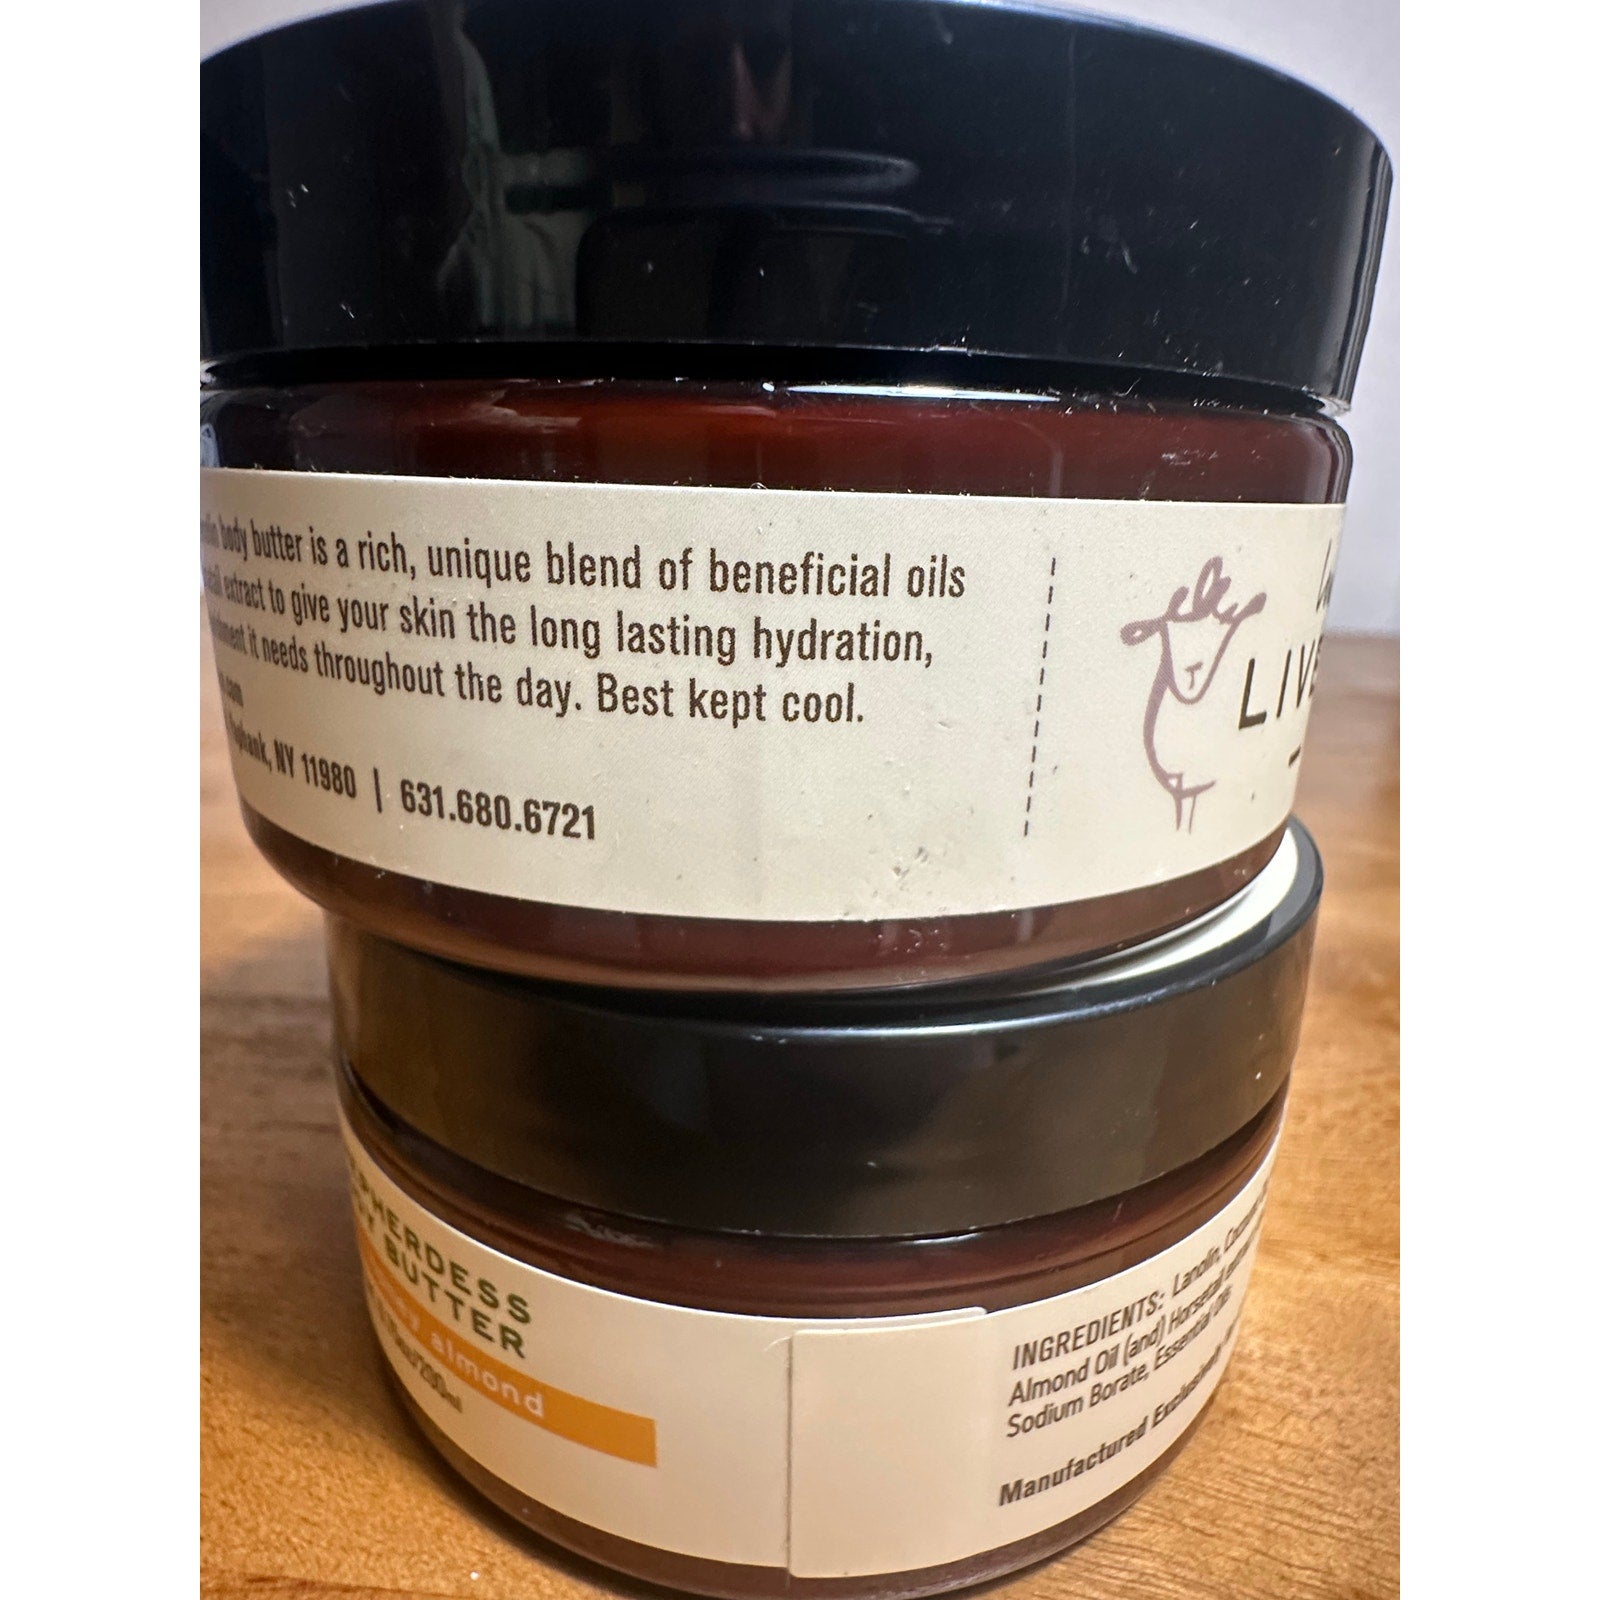 body butter is a rich, unique blend of beneficial oils
extract to give your skin the long lasting hydration,
it needs throughout the day. Best kept cool.
.com
NY 11980 | 631.680.6721
LIVE
BUTTER
almond
INGREDIENTS: Lanolin,
Almond Oil (and) Horsetail
Sodium Borate, Essential Oils
Manufactured Exclusively